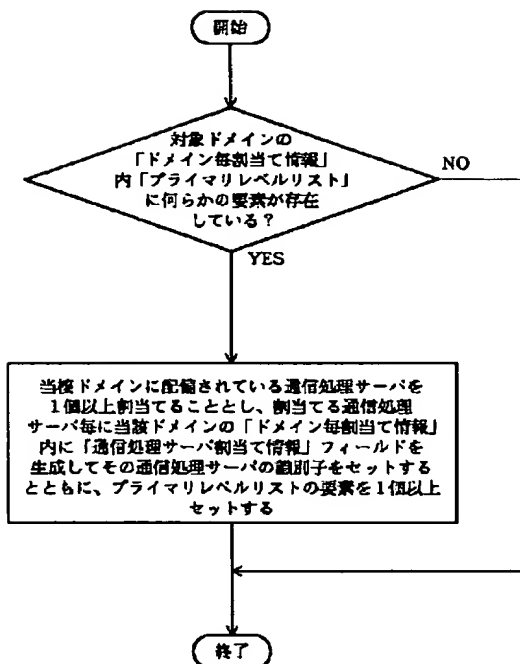 開始
対象ドメインの
「ドメイン毎割当て情報」
内「プライマリレベルリスト」
に何らかの要素が存在
している？
NO
YES
当該ドメインに配備されている通信処理サーバを
1個以上割当てることとし、割当てる通信処理
サーバ毎に当該ドメインの「ドメイン毎割当て情報」
内に「通信処理サーバ割当て情報」フィールドを
生成してその通信処理サーバの識別子をセットする
とともに、プライマリレベルリストの要素を1個以上
セットする
終了